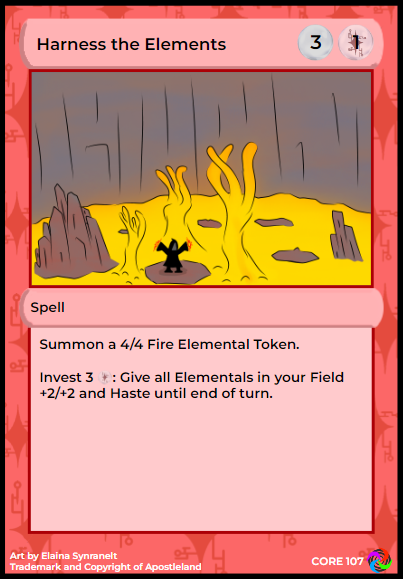 Harness the Elements 3 1
Spell
Summon a 4/4 Fire Elemental Token.
Invest 3 : Give all Elementals in your Field
+2/+2 and Haste until end of turn.
Art by Elaina Synranelt
Trademark and Copyright of Apostleland
CORE 107